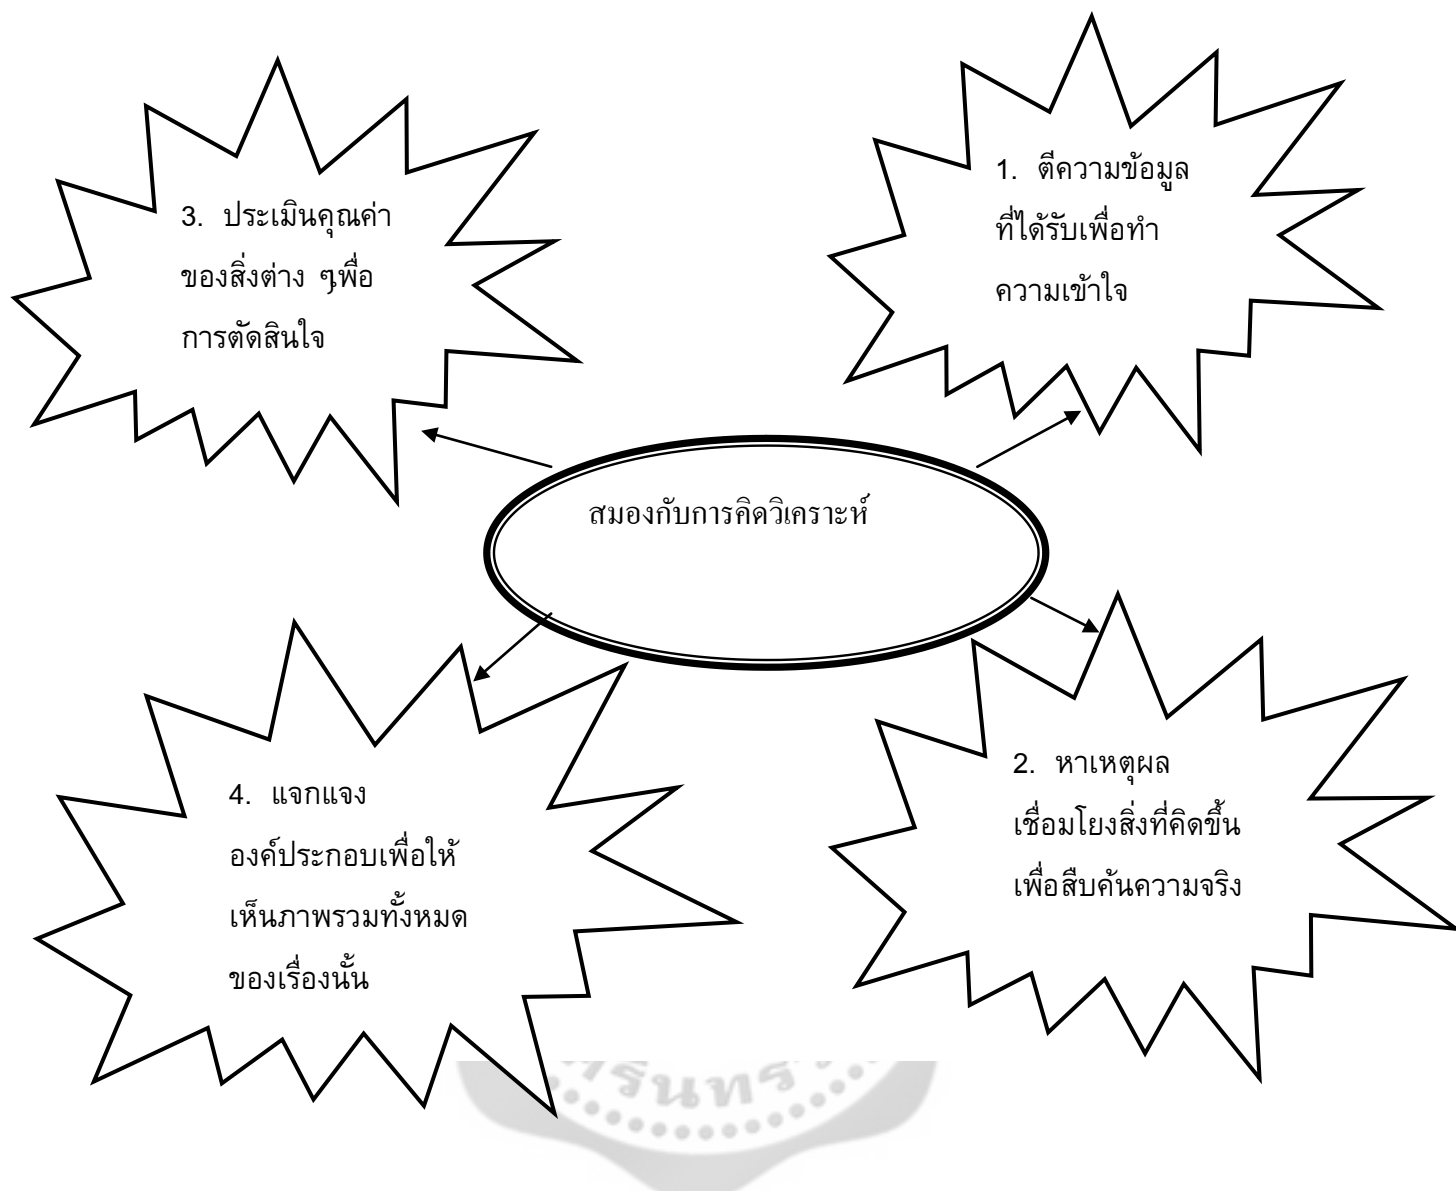 1. ตีความข้อมูล
ที่ได้รับเพื่อทำ
ความเข้าใจ
3. ประเมินคุณค่า
ของสิ่งต่าง ๆพื่อ
การตัดสินใจ
สมองกับการคิดวิเคราะห์
2. หาเหตุผล
เชื่อมโยงสิ่งที่คิดขึ้น
เพื่อสืบค้นความจริง
4. แจกแจง
องค์ประกอบเพื่อให้
เห็นภาพรวมทั้งหมด
ของเรื่องนั้น